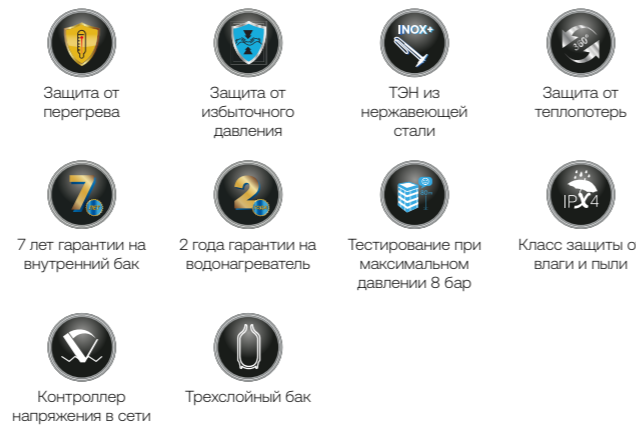 INOX+
360°
Защита от
перегрева
Защита от
избыточного
давления
ТЭН из
нержавеющей
стали
Защита от
теплопотерь
7
2
IPX4
7 лет гарантии на
внутренний бак
2 года гарантии на
водонагреватель
Тестирование при
максимальном
давлении 8 бар
Класс защиты о
влаги и пыли
Контроллер
напряжения в сети
Трехслойный бак